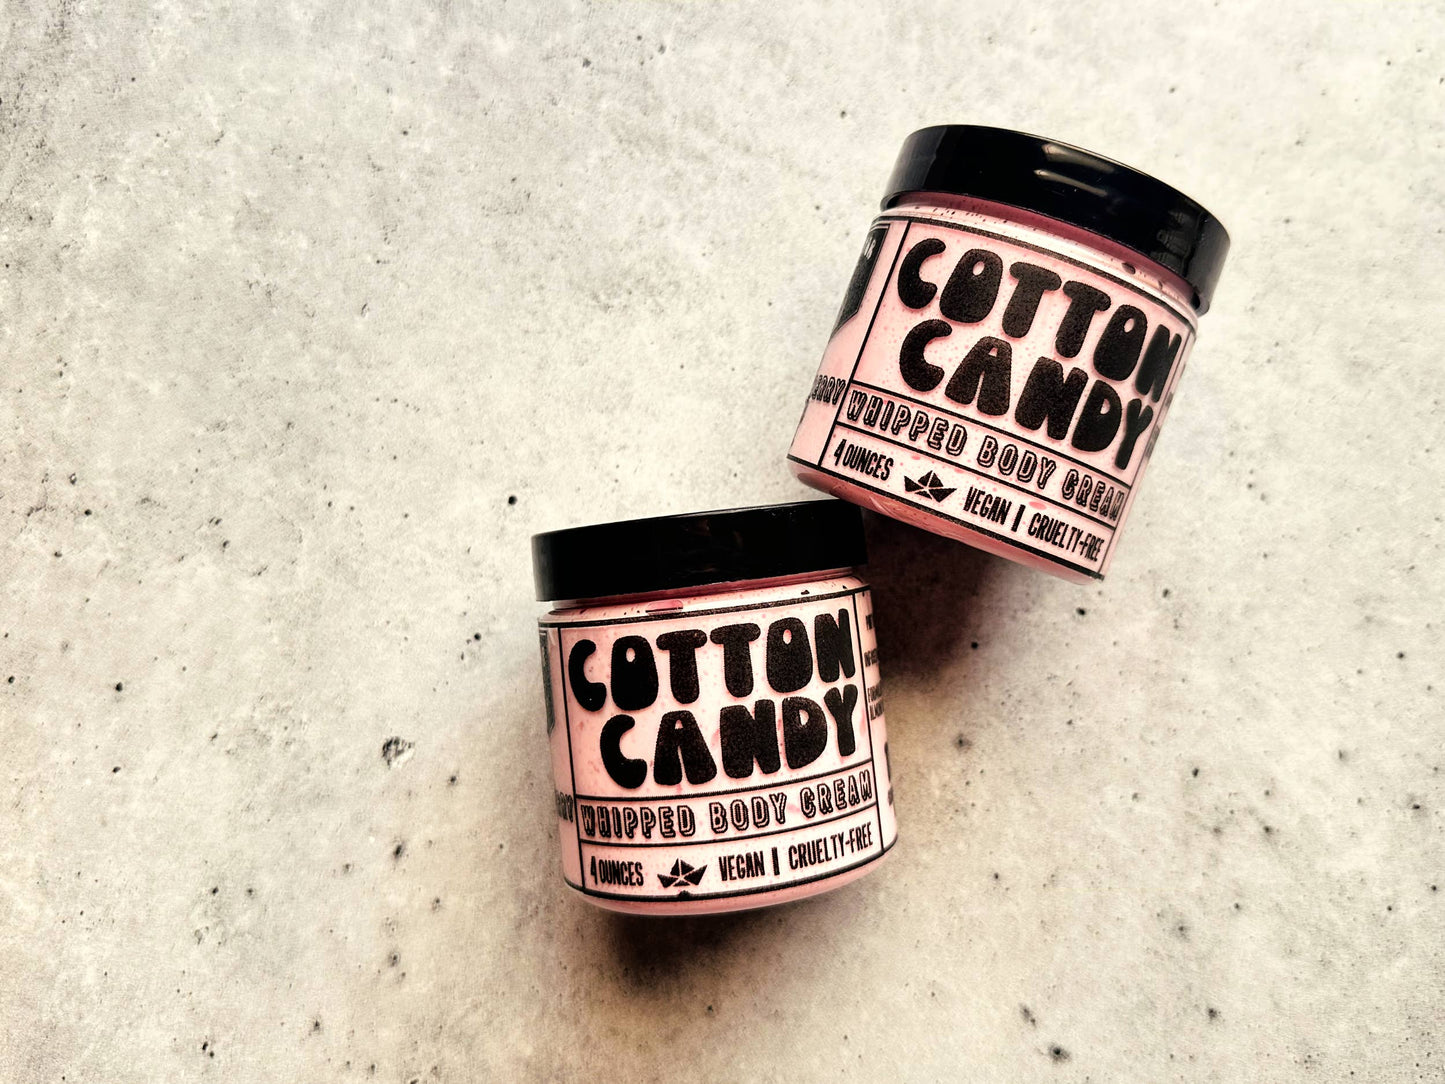 COTTON
CANDY
WHIPPED BODY CREAM
4 OUNCES VEGAN | CRUELTY-FREE
COTTON
CANDY
WHIPPED BODY CREAM
4 OUNCES VEGAN | CRUELTY-FREE